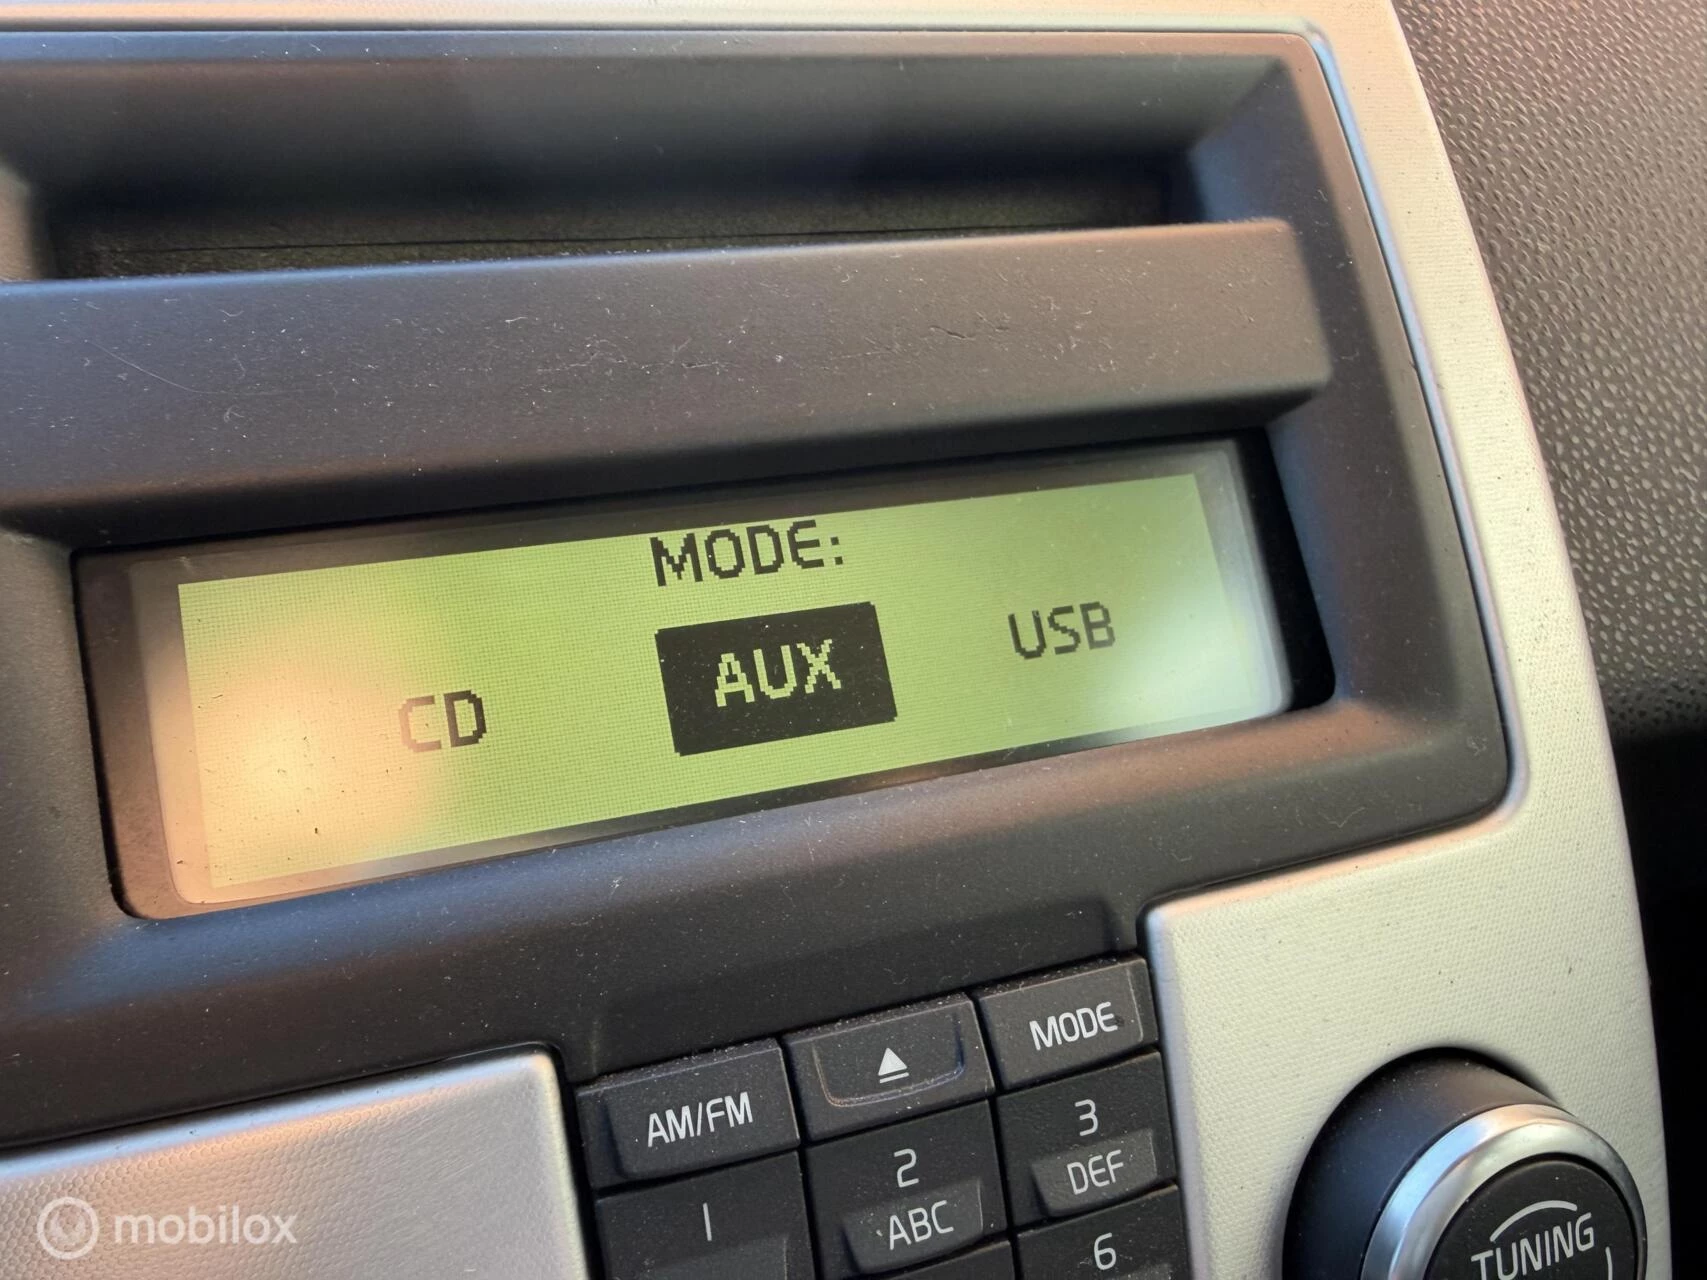 MODE:
CD AUX USB
MODE
AM/FM
1
2
ABC
3
DEF
6
TUNING
mobilox